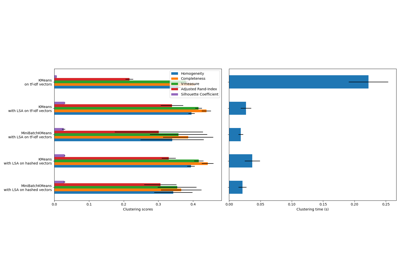 Homogeneity
Completeness
V-measure
Adjusted Rand-Index
Silhouette Coefficient
KMeans
on tf-idf vectors
KMeans
with LSA on tf-idf vectors
MiniBatchKMeans
with LSA on tf-idf vectors
KMeans
with LSA on hashed vectors
MiniBatchKMeans
with LSA on hashed vectors
0.0 0.1 0.2 0.3 0.4
Clustering scores
0.00 0.05 0.10 0.15 0.20 0.25
Clustering time (s)